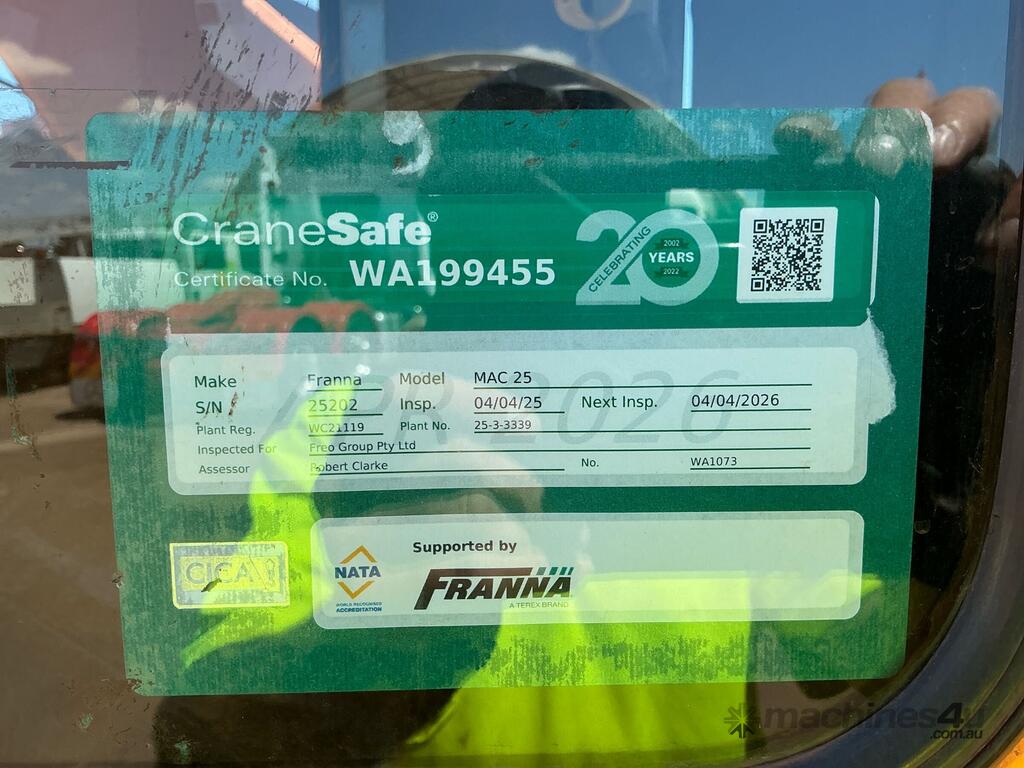 CraneSafe®
Certificate No. WA199455
CELEBRATING 20 YEARS
2002
2022
APR 2026
Make Franna Model MAC 25
S/N 25202 Insp. 04/04/25 Next Insp. 04/04/2026
Plant Reg. WC21119 Plant No. 25-3-3339
Inspected For Freo Group Pty Ltd
Assessor Robert Clarke No. WA1073
CICA
Supported by
NATA
WORLD RECOGNISED
ACCREDITATION
FRANNA
A TEREX BRAND
machines4u
.com.au